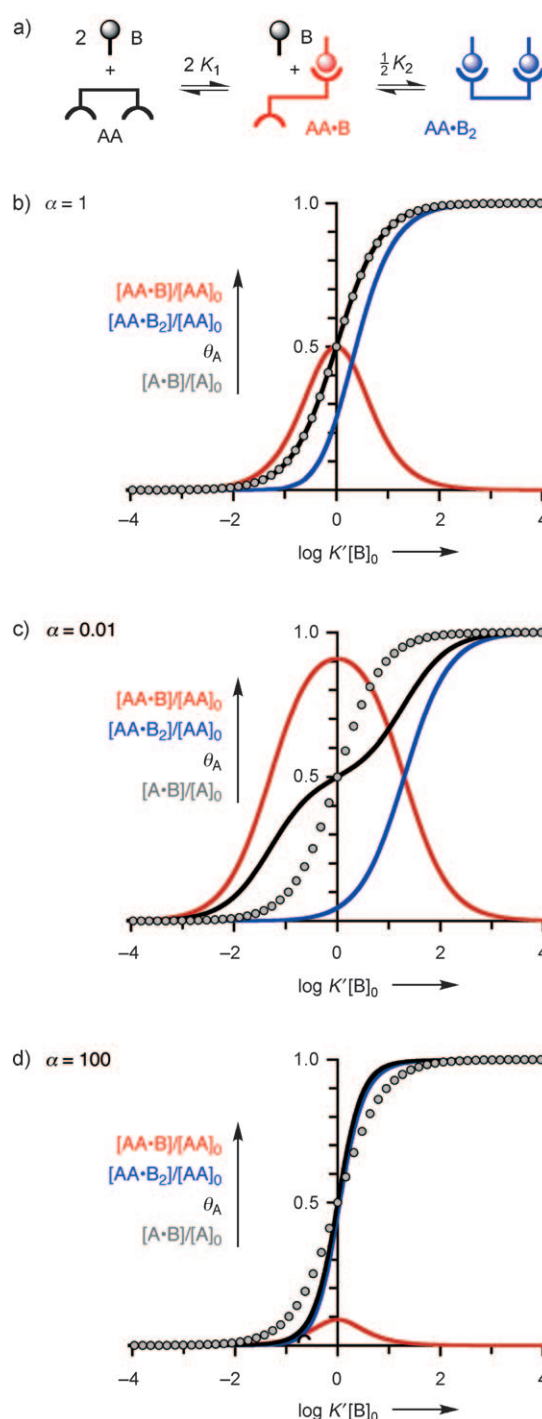 a)
2 B
+
AA
2 K₁
B
+
AA•B
½ K₂
AA•B₂
b) α = 1
[AA•B]/[AA]₀
[AA•B₂]/[AA]₀
θ_A
[A•B]/[A]₀
1.0
0.5
–4 –2 0 2 4
log K′[B]₀
c) α = 0.01
[AA•B]/[AA]₀
[AA•B₂]/[AA]₀
θ_A
[A•B]/[A]₀
1.0
0.5
–4 –2 0 2 4
log K′[B]₀
d) α = 100
[AA•B]/[AA]₀
[AA•B₂]/[AA]₀
θ_A
[A•B]/[A]₀
1.0
0.5
–4 –2 0 2 4
log K′[B]₀